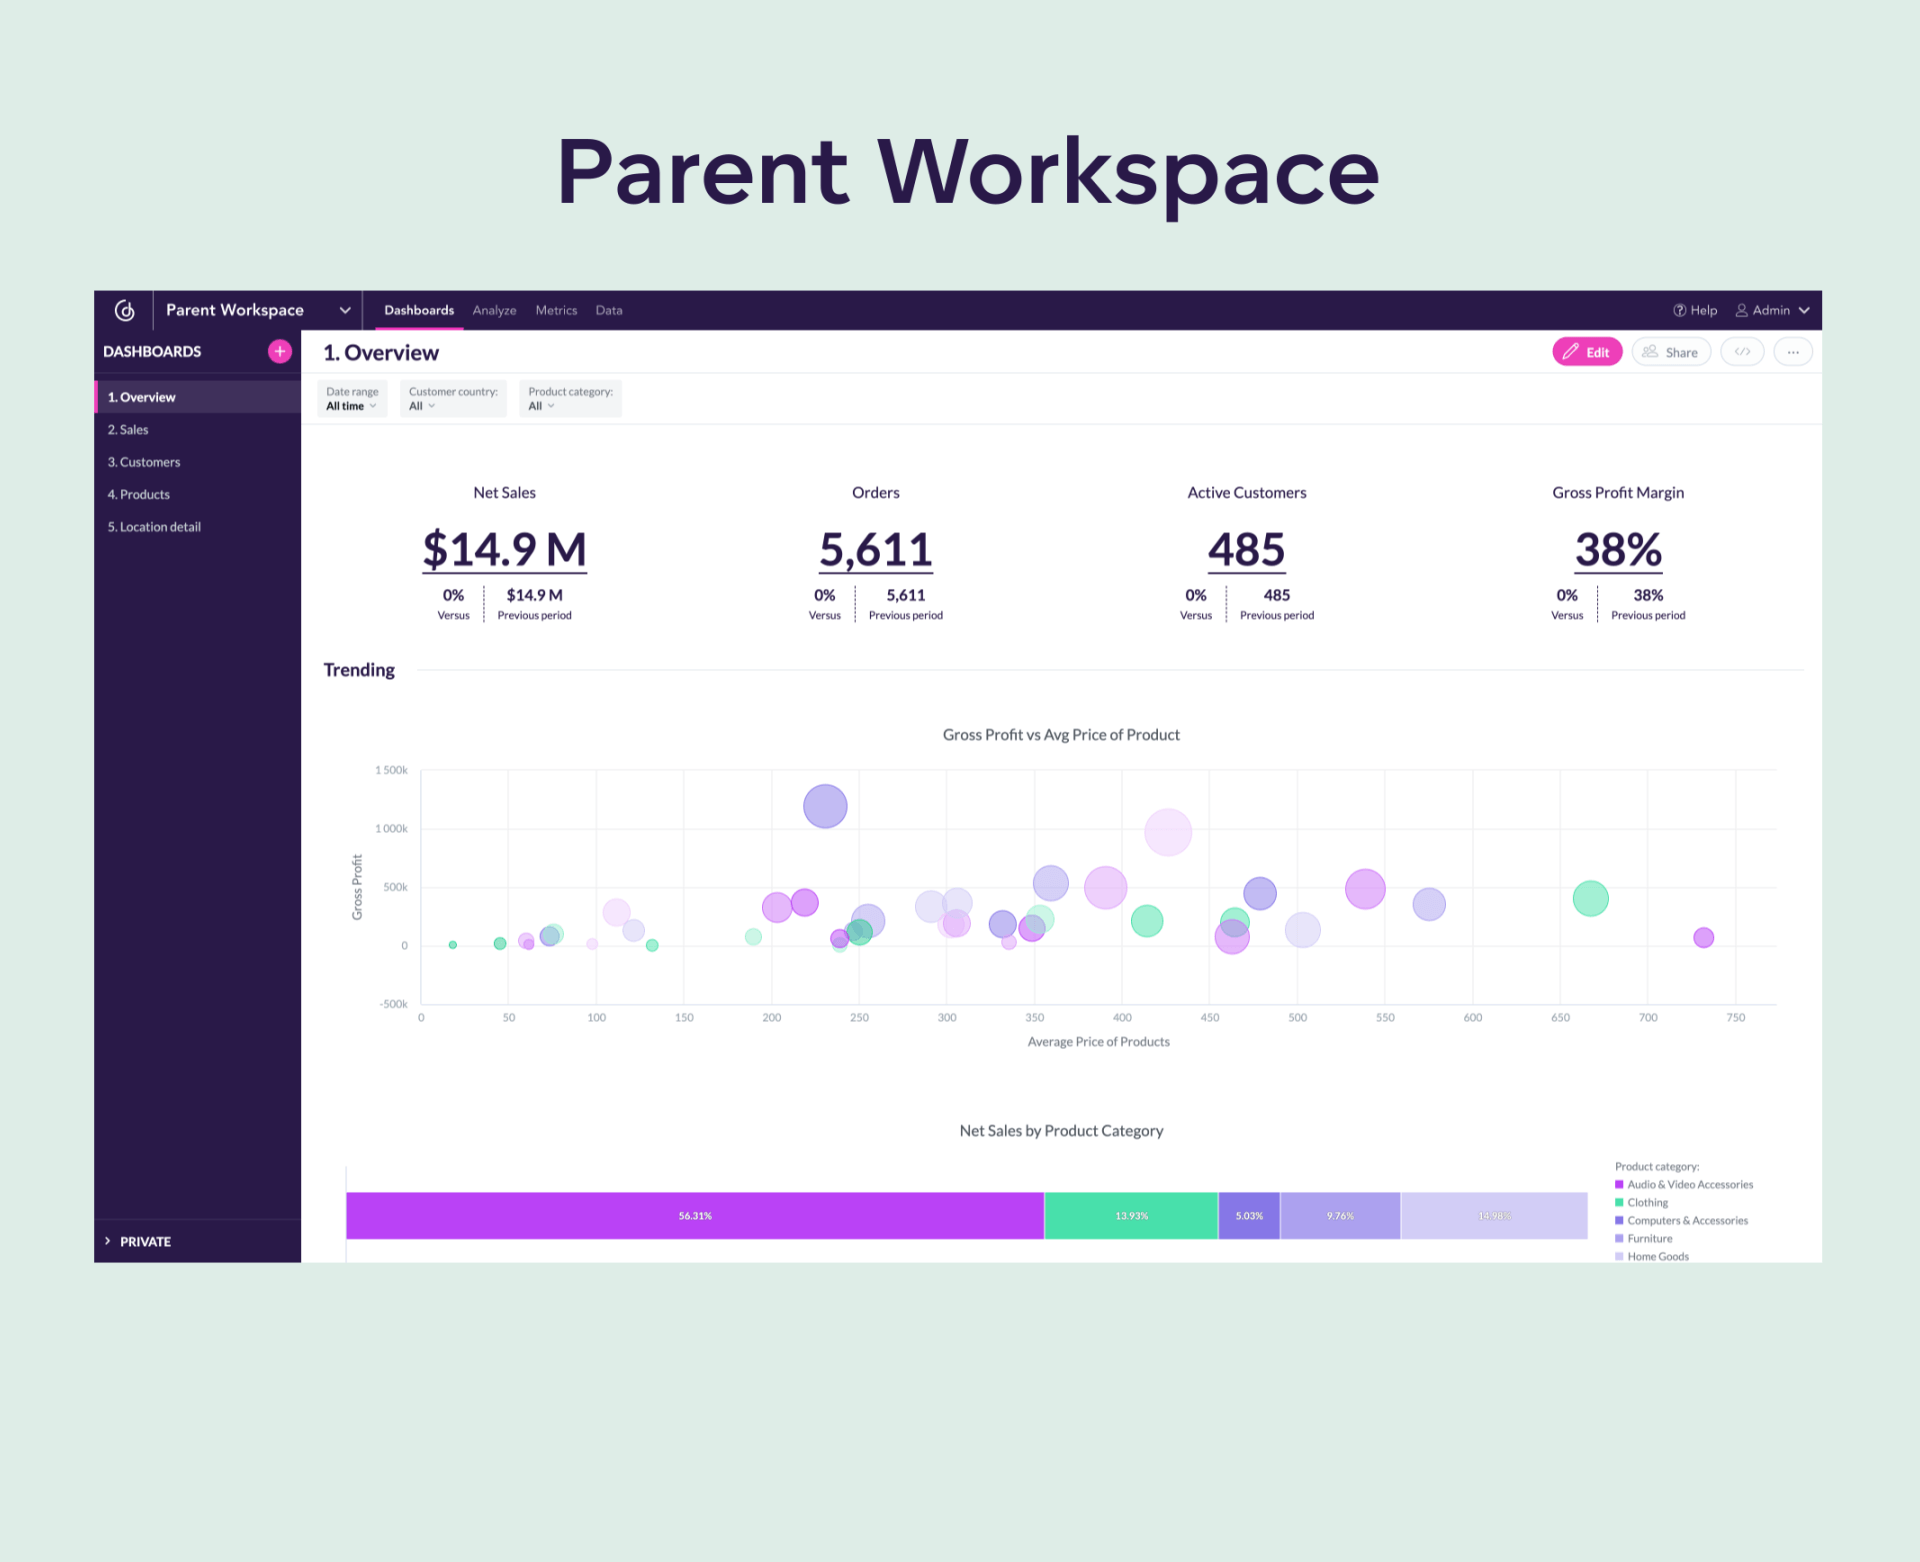 Parent Workspace
Parent Workspace Dashboards Analyze Metrics Data Help Admin
DASHBOARDS
1. Overview
2. Sales
3. Customers
4. Products
5. Location detail
PRIVATE
1. Overview
Edit Share
Date range Customer country: Product category:
All time All All
Net Sales Orders Active Customers Gross Profit Margin
$14.9 M 5,611 485 38%
0% $14.9 M 0% 5,611 0% 485 0% 38%
Versus Previous period Versus Previous period Versus Previous period Versus Previous period
Trending
Gross Profit vs Avg Price of Product
Gross Profit
1 500k
1 000k
500k
0
-500k
0 50 100 150 200 250 300 350 400 450 500 550 600 650 700 750
Average Price of Products
Net Sales by Product Category
56.31% 13.93% 5.03% 9.76% 14.98%
Product category:
Audio & Video Accessories
Clothing
Computers & Accessories
Furniture
Home Goods